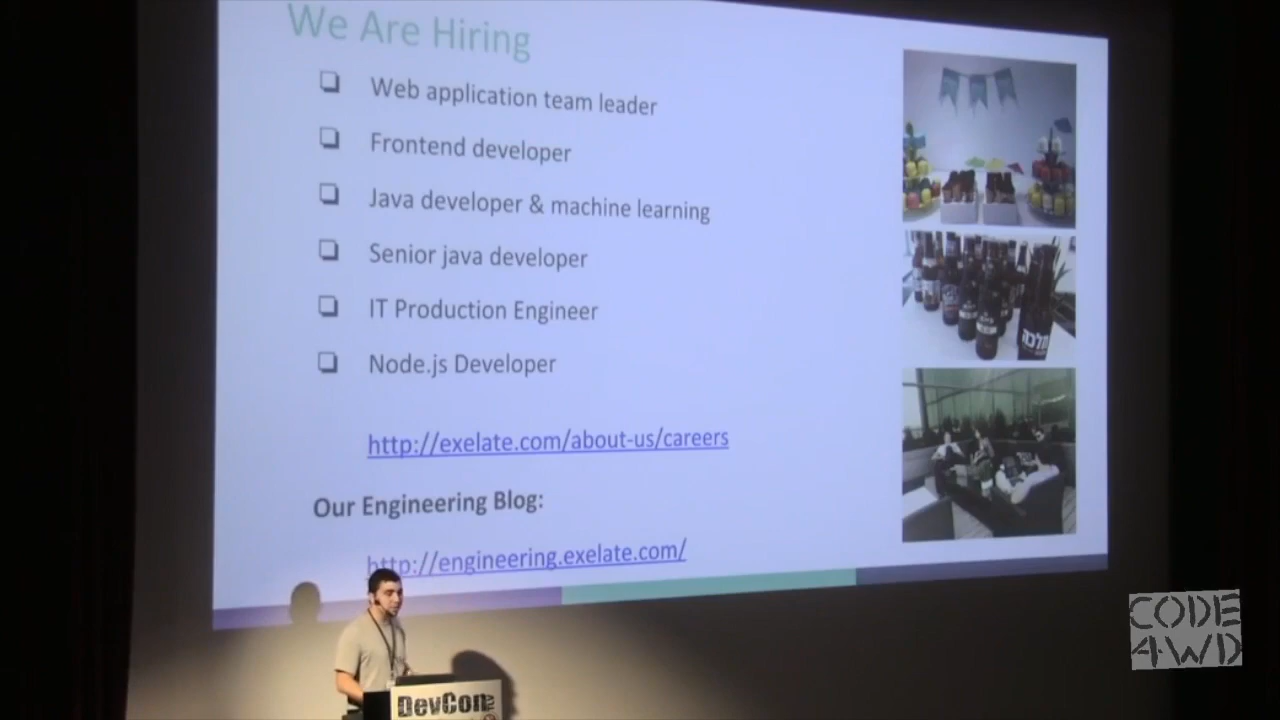 We Are Hiring
❑ Web application team leader
❑ Frontend developer
❑ Java developer & machine learning
❑ Senior java developer
❑ IT Production Engineer
❑ Node.js Developer
http://exelate.com/about-us/careers
Our Engineering Blog:
http://engineering.exelate.com/
מלכה
DevCon
CODE
4WD